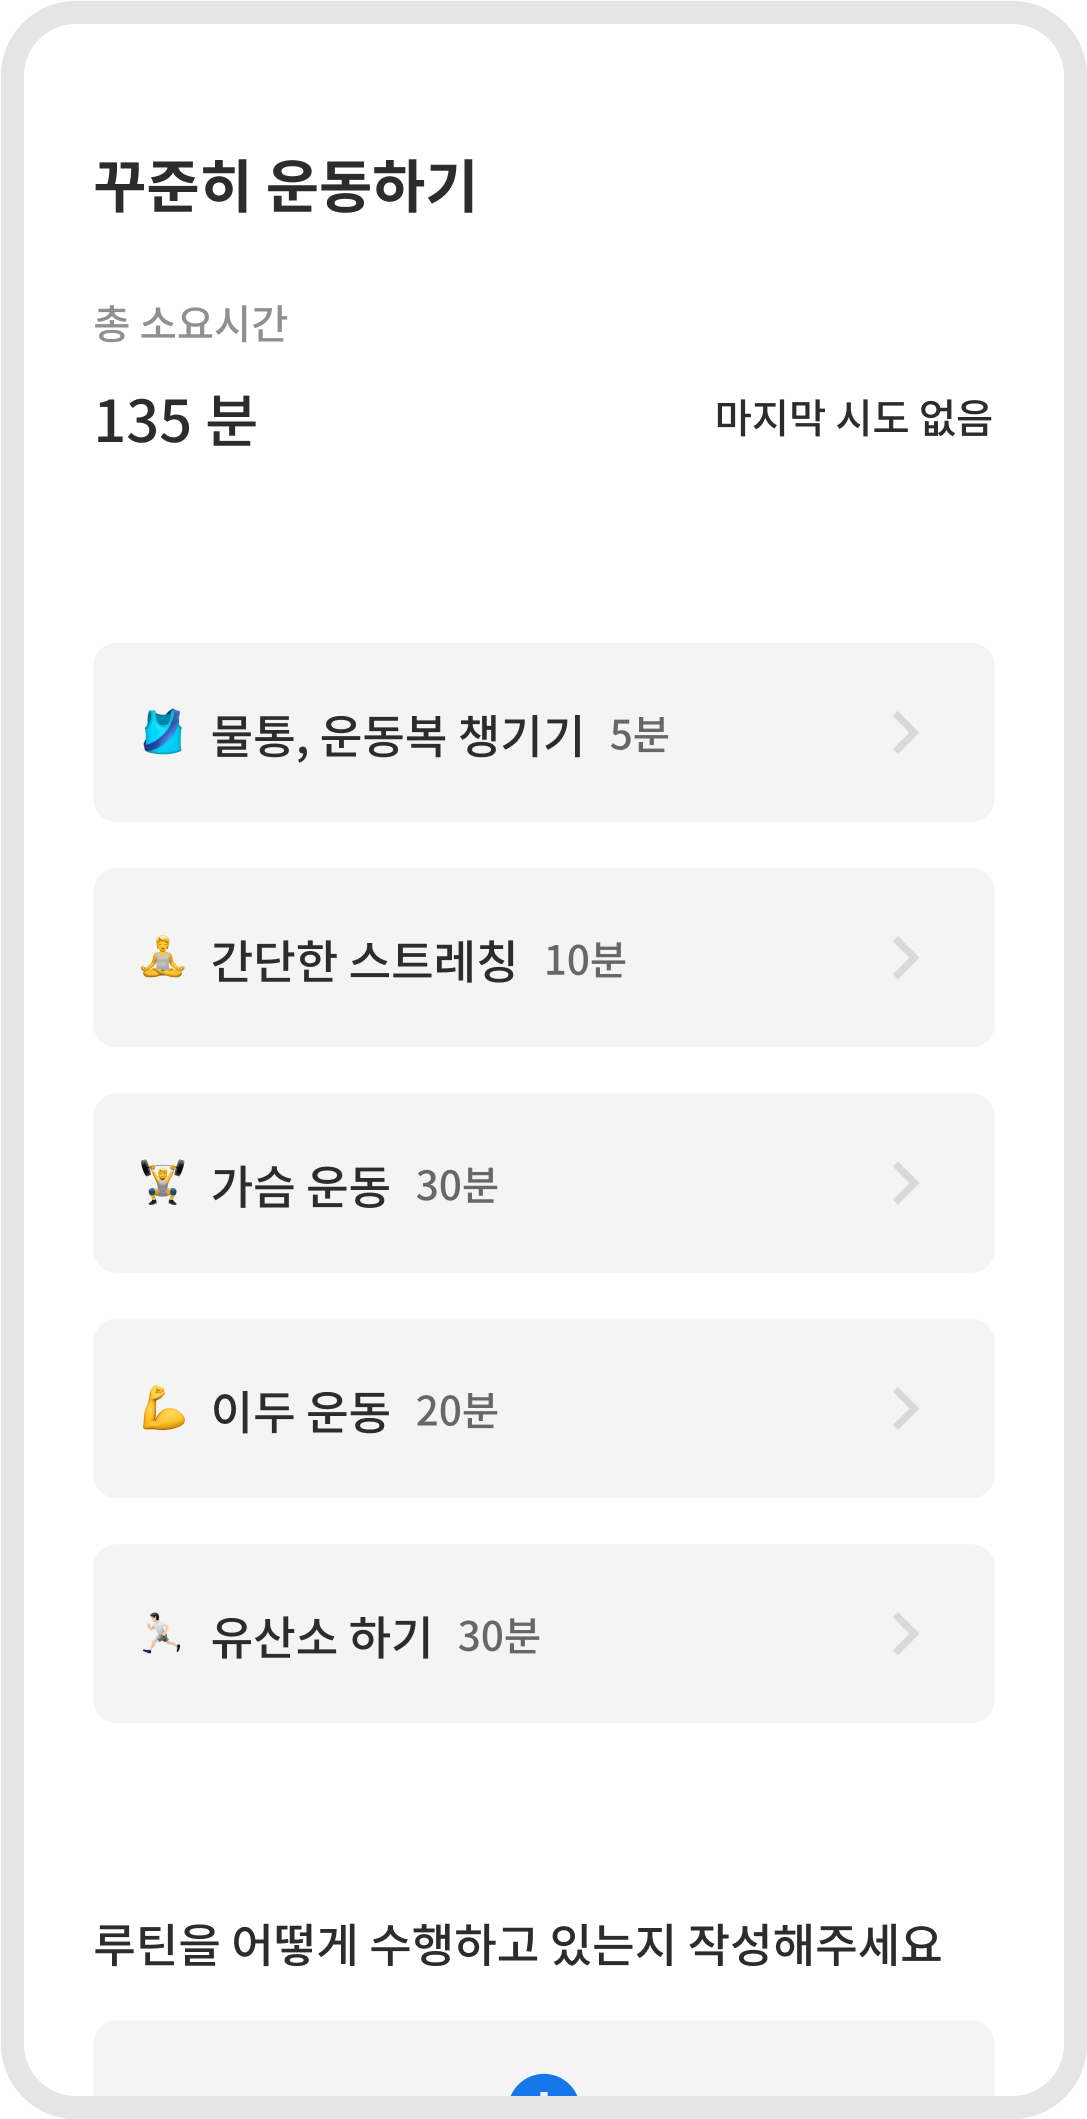 꾸준히 운동하기
총 소요시간
135 분
마지막 시도 없음
물통, 운동복 챙기기 5분
간단한 스트레칭 10분
가슴 운동 30분
이두 운동 20분
유산소 하기 30분
루틴을 어떻게 수행하고 있는지 작성해주세요